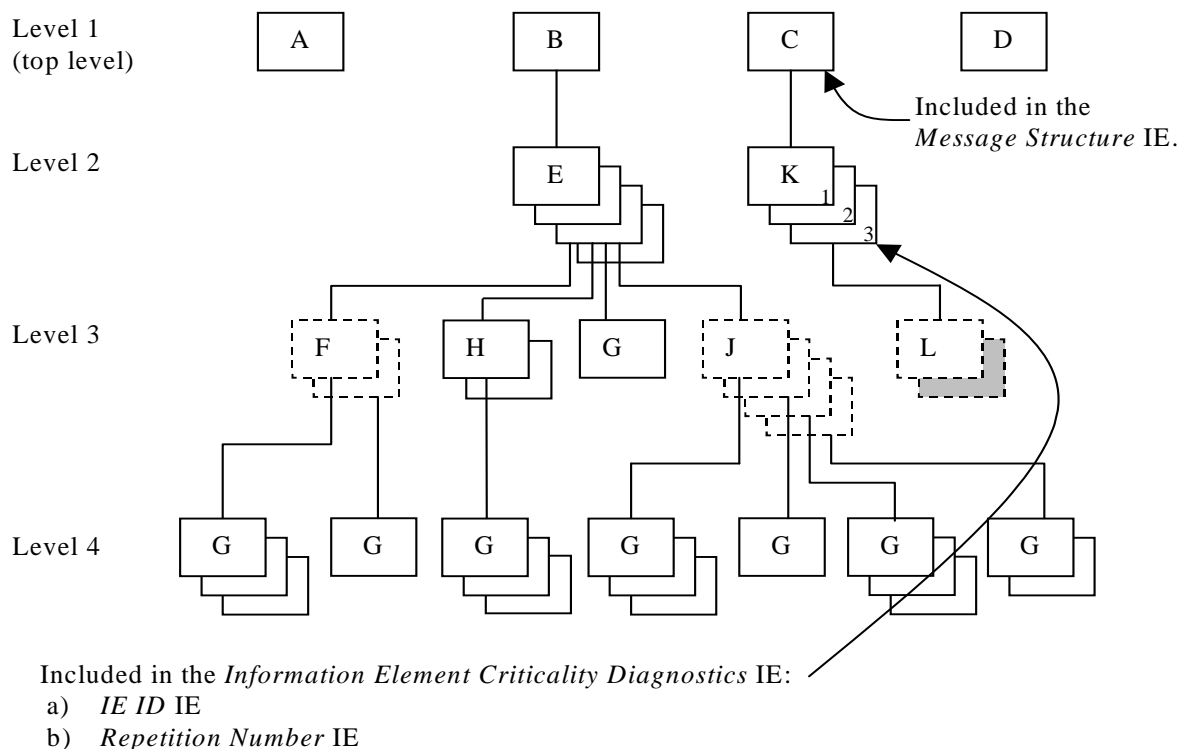 Level 1
(top level)
A
B
C
D
Included in the
Message Structure IE.
Level 2
E
K
1
2
3
Level 3
F
H
G
J
L
Level 4
G
G
G
G
G
G
G
Included in the Information Element Criticality Diagnostics IE:
a) IE ID IE
b) Repetition Number IE